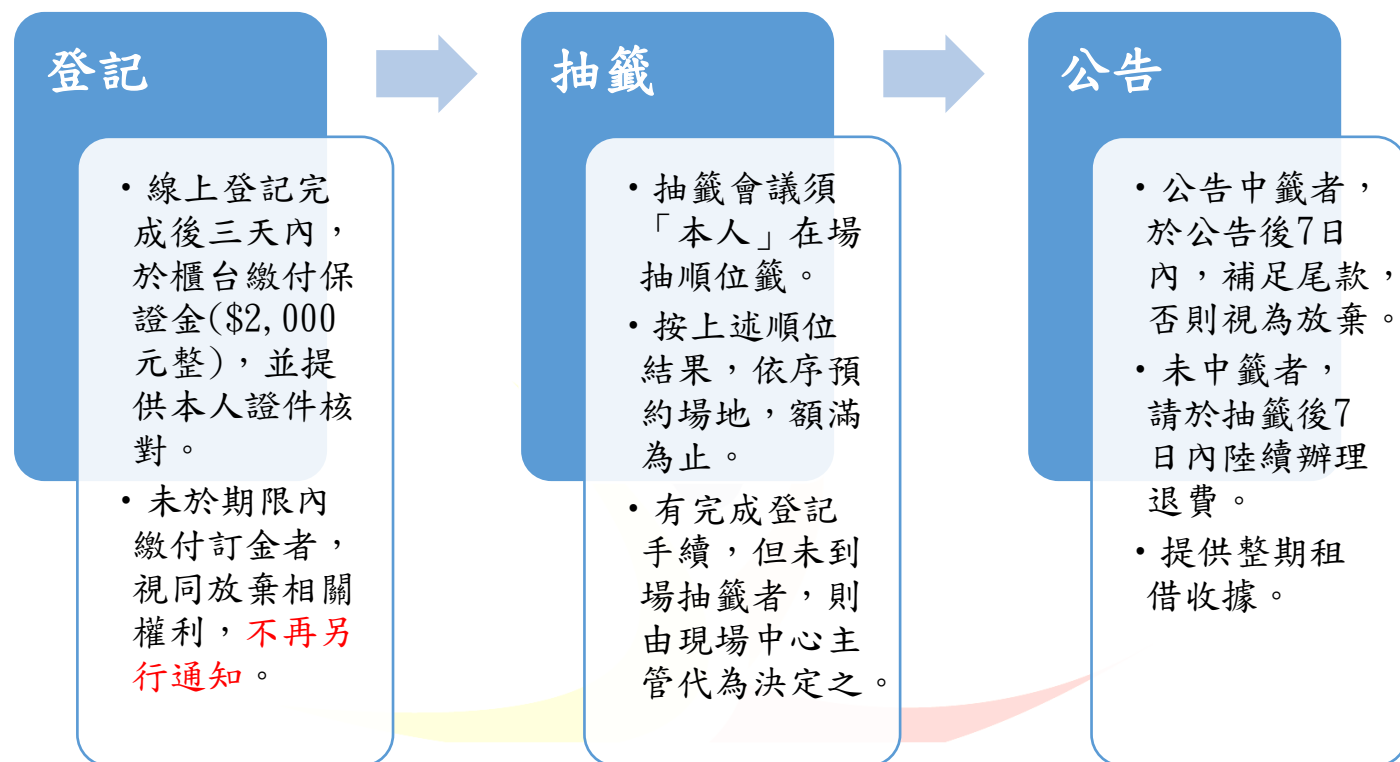 登記
• 線上登記完
成後三天內，
於櫃台繳付保
證金($2,000
元整)，並提
供本人證件核
對。
• 未於期限內
繳付訂金者，
視同放棄相關
權利，不再另
行通知。
抽籤
• 抽籤會議須
「本人」在場
抽順位籤。
• 按上述順位
結果，依序預
約場地，額滿
為止。
• 有完成登記
手續，但未到
場抽籤者，則
由現場中心主
管代為決定之。
公告
• 公告中籤者，
於公告後7日
內，補足尾款，
否則視為放棄。
• 未中籤者，
請於抽籤後7
日內陸續辦理
退費。
• 提供整期租
借收據。